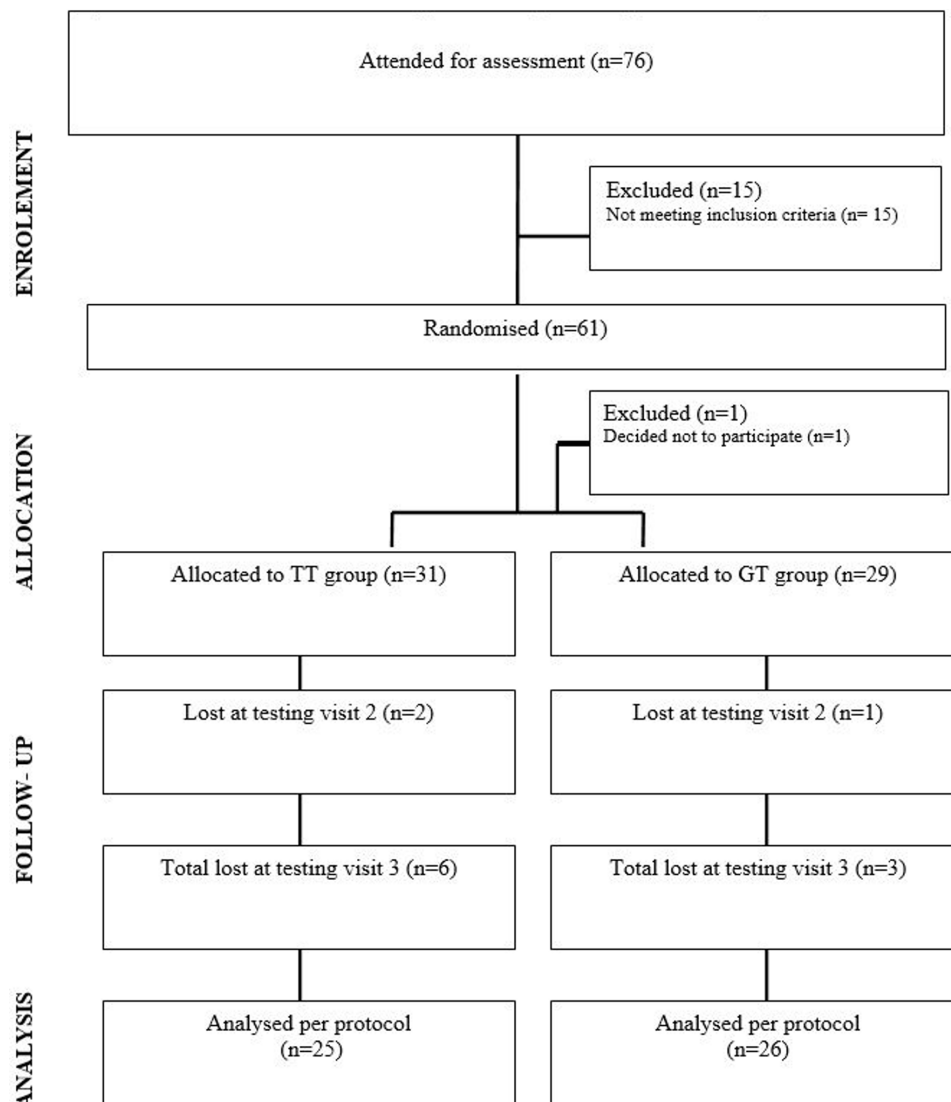 Attended for assessment (n=76)
ENROLEMENT
Excluded (n=15)
Not meeting inclusion criteria (n= 15)
Randomised (n=61)
ALLOCATION
Excluded (n=1)
Decided not to participate (n=1)
Allocated to TT group (n=31)
Allocated to GT group (n=29)
FOLLOW- UP
Lost at testing visit 2 (n=2)
Lost at testing visit 2 (n=1)
Total lost at testing visit 3 (n=6)
Total lost at testing visit 3 (n=3)
ANALYSIS
Analysed per protocol
(n=25)
Analysed per protocol
(n=26)